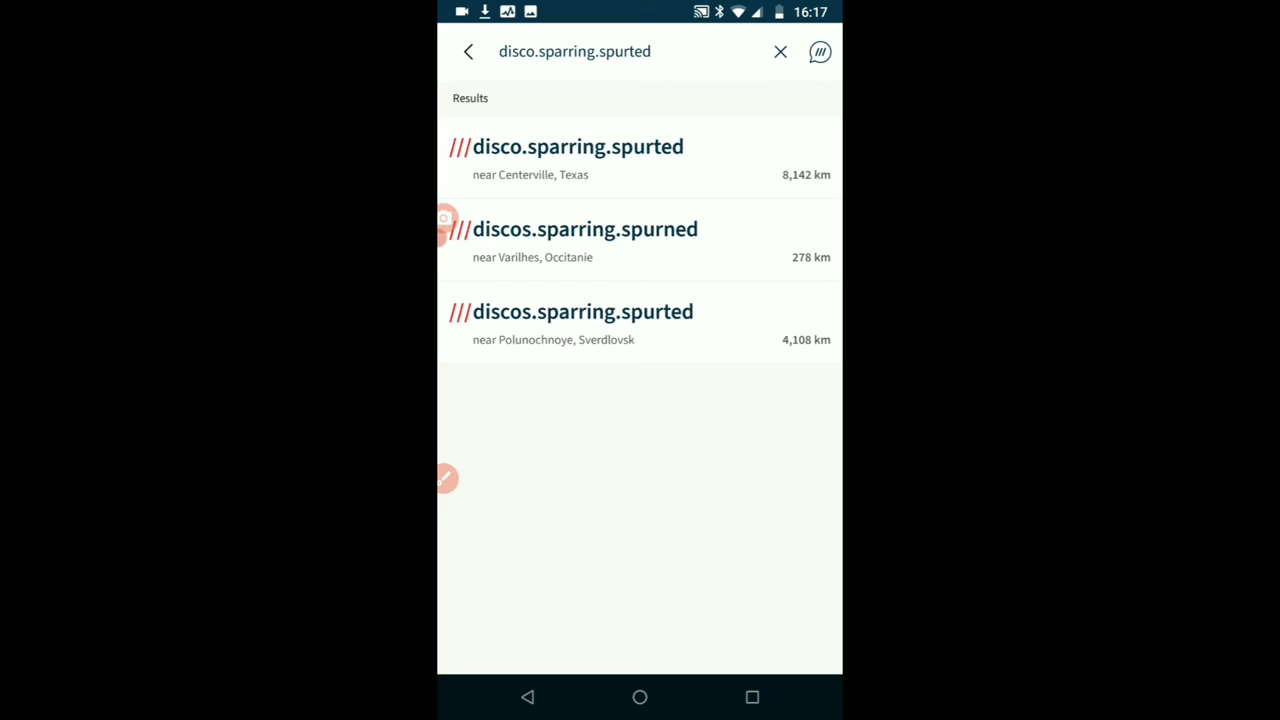 16:17
disco.sparring.spurted
Results
///disco.sparring.spurted
near Centerville, Texas
8,142 km
///discos.sparring.spurned
near Varilhes, Occitanie
278 km
///discos.sparring.spurted
near Polunochnoye, Sverdlovsk
4,108 km